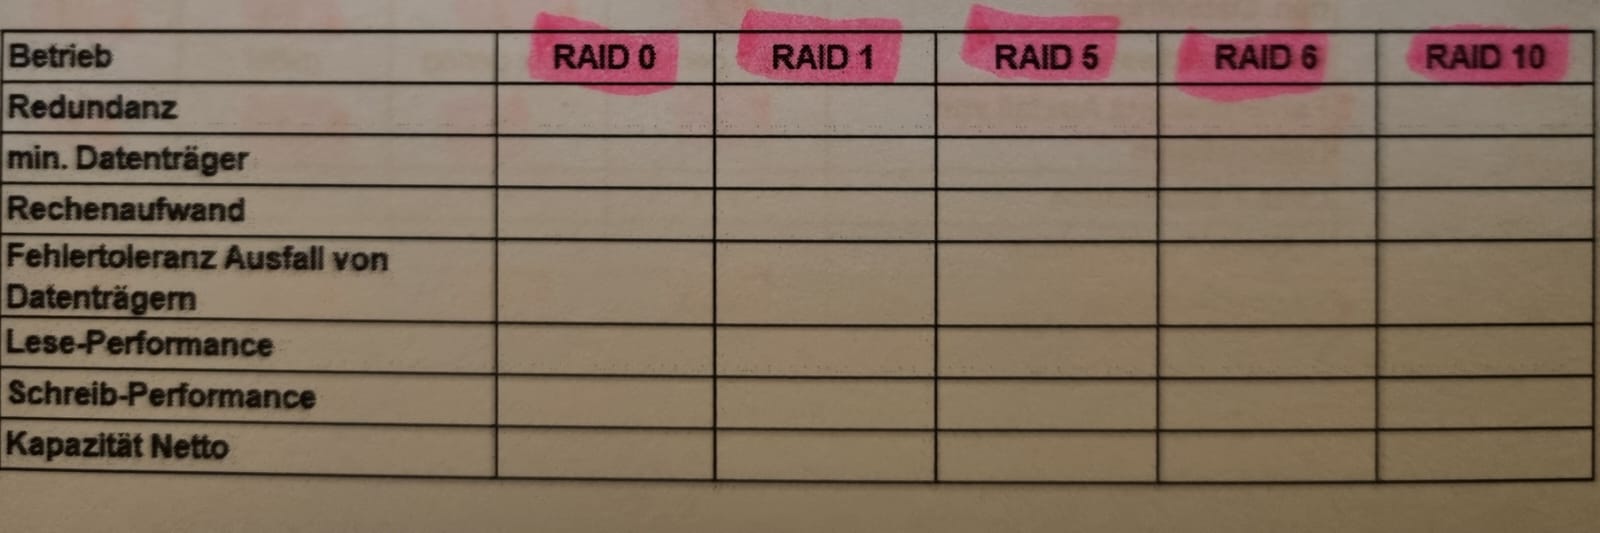 Betrieb RAID 0 RAID 1 RAID 5 RAID 6 RAID 10
Redundanz
min. Datenträger
Rechenaufwand
Fehlertoleranz Ausfall von
Datenträgern
Lese-Performance
Schreib-Performance
Kapazität Netto